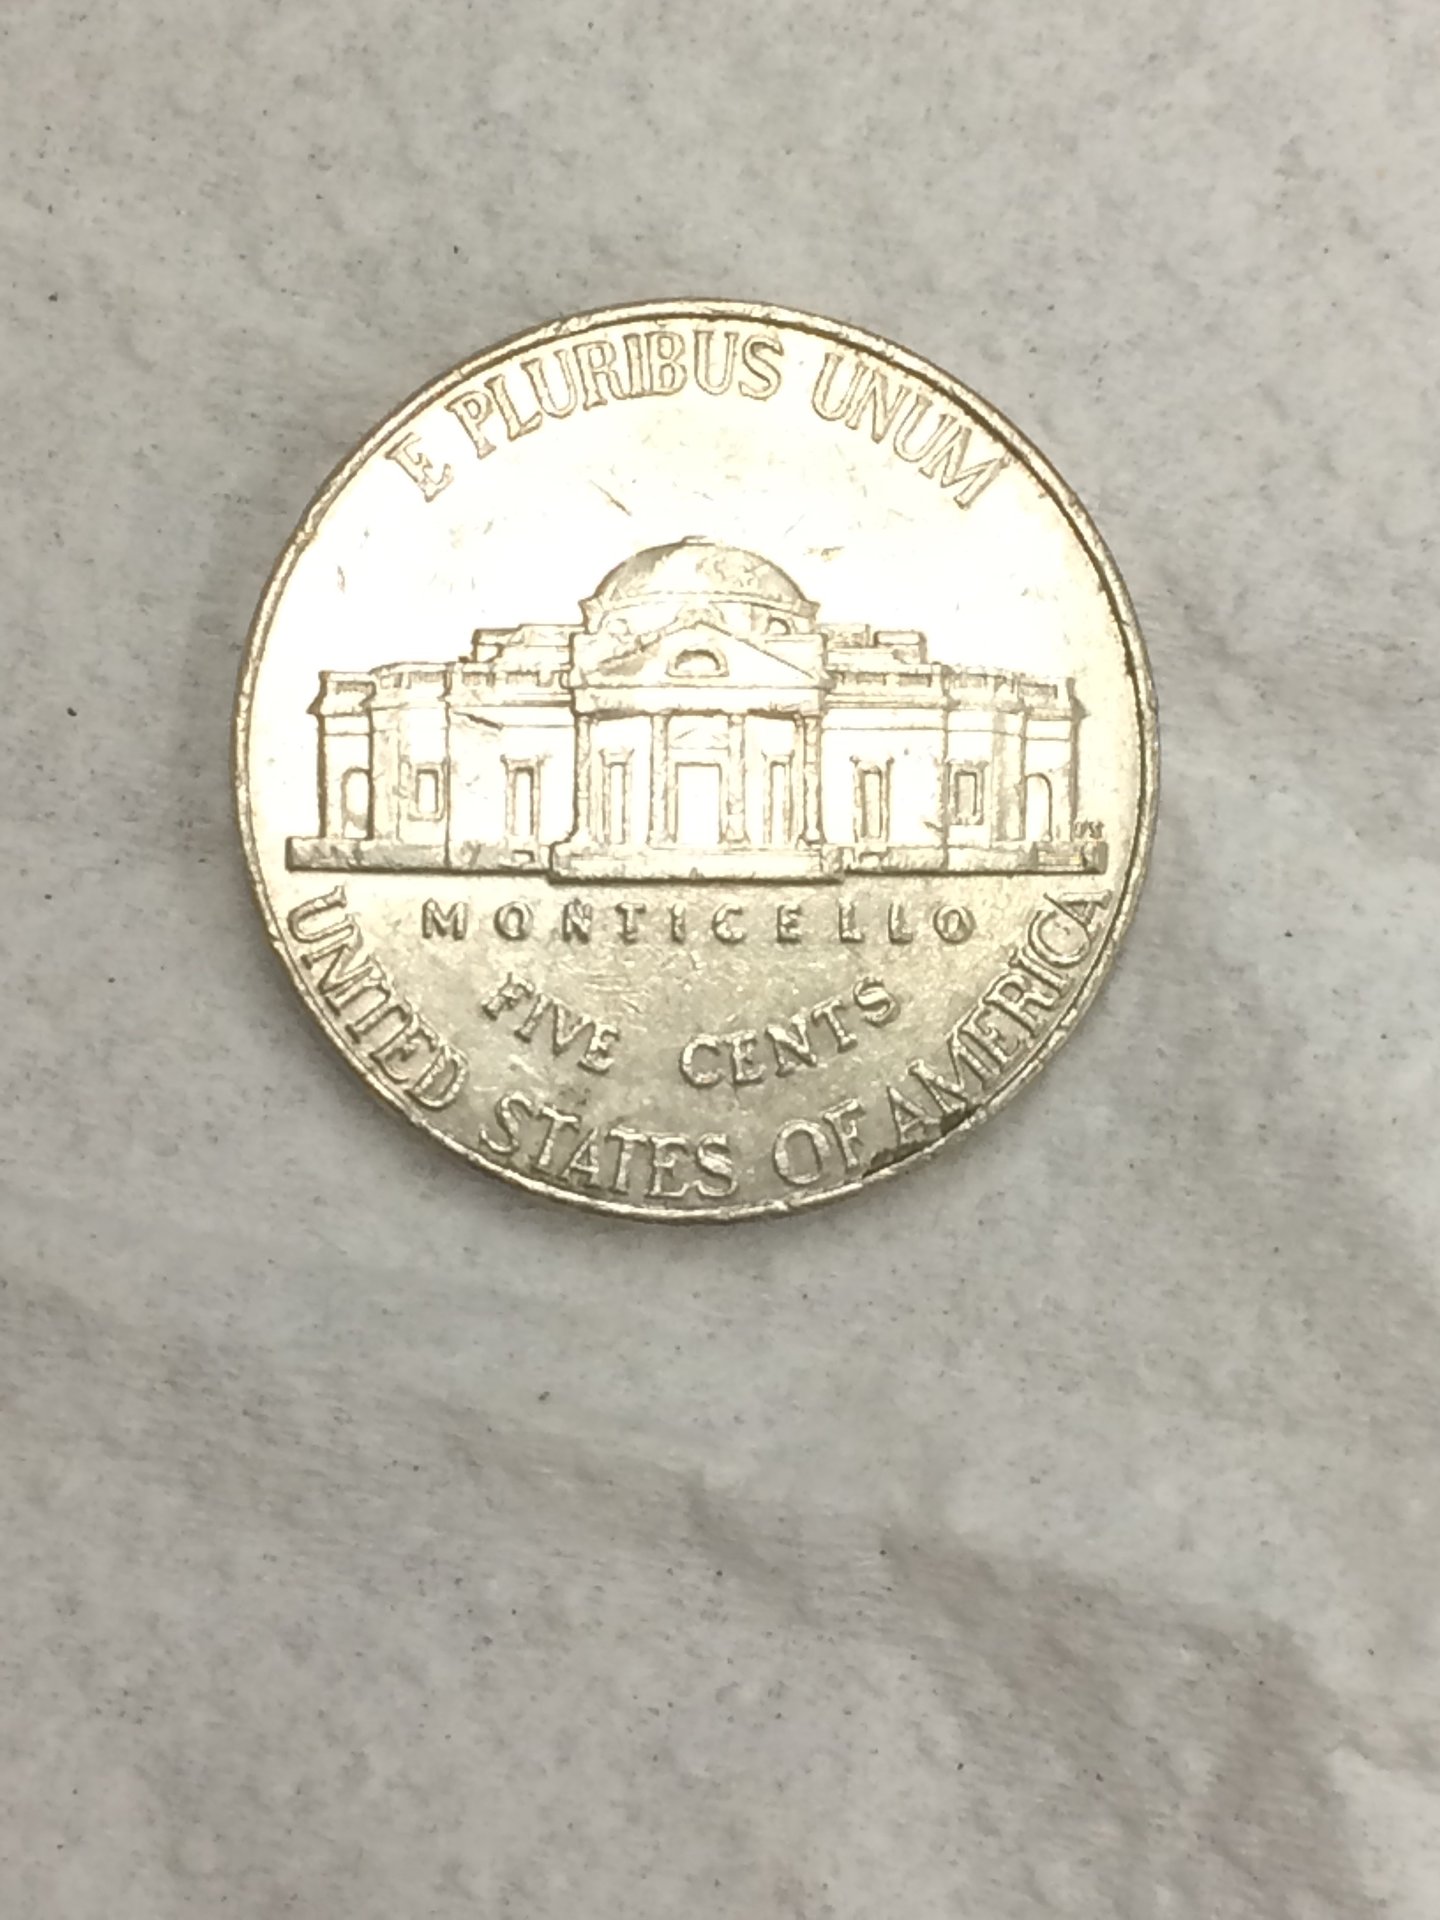 E PLURIBUS UNUM
MONTICELLO
FIVE CENTS
UNITED STATES OF AMERICA